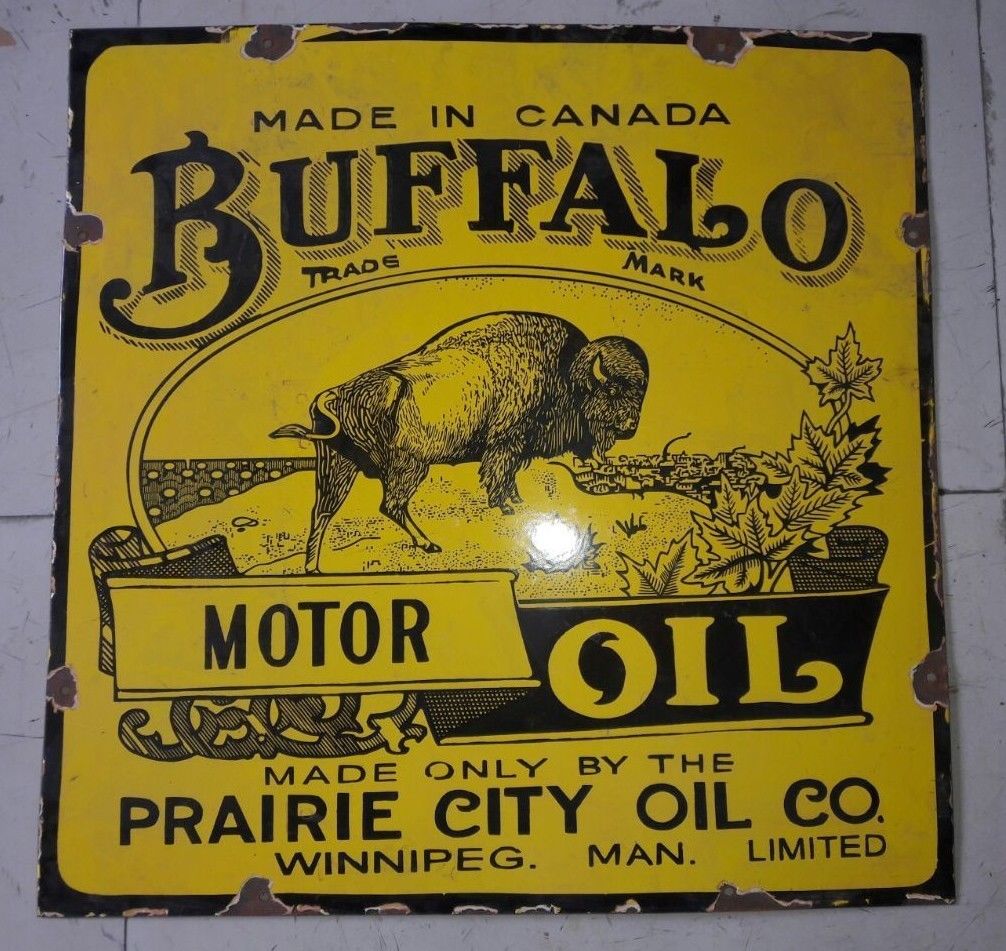 MADE IN CANADA
BUFFALO
TRADE MARK
MOTOR OIL
MADE ONLY BY THE
PRAIRIE CITY OIL CO.
WINNIPEG. MAN. LIMITED